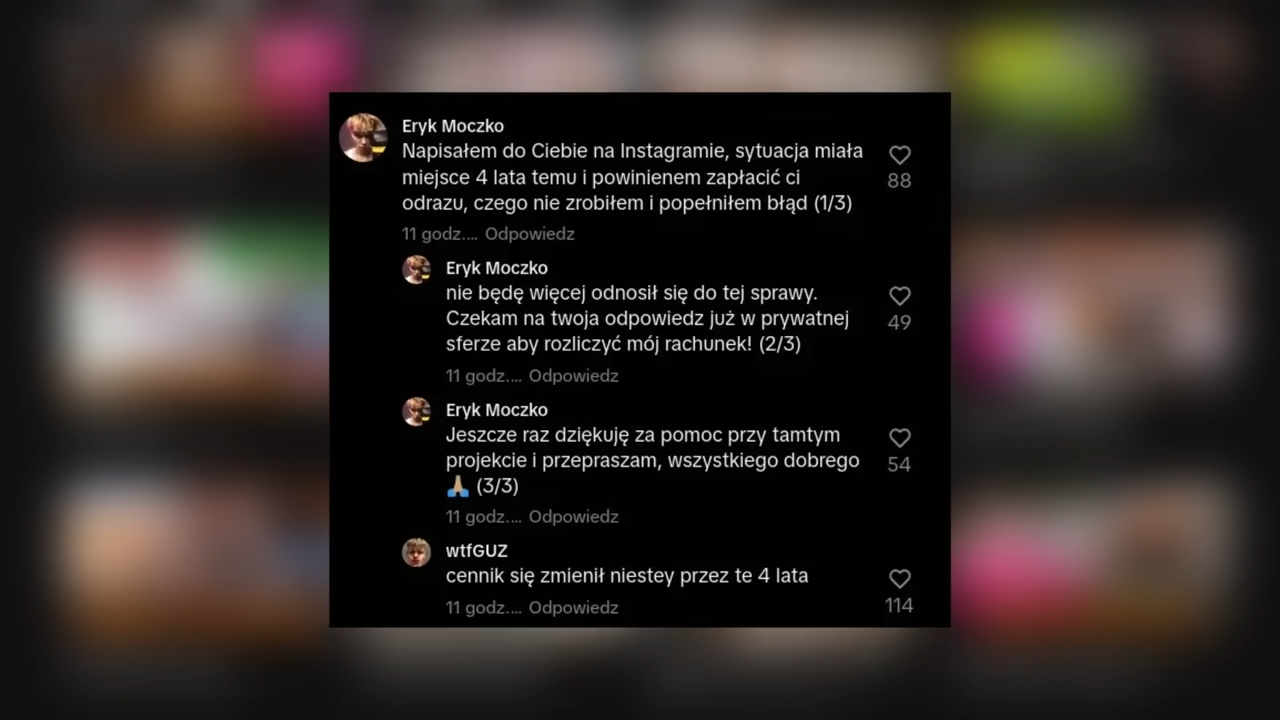 Eryk Moczko
Napisałem do Ciebie na Instagramie, sytuacja miała
miejsce 4 lata temu i powinienem zapłacić ci
odrazu, czego nie zrobiłem i popełniłem błąd (1/3)
88
11 godz.... Odpowiedz
Eryk Moczko
nie będę więcej odnosił się do tej sprawy.
Czekam na twoja odpowiedz już w prywatnej
sferze aby rozliczyć mój rachunek! (2/3)
49
11 godz.... Odpowiedz
Eryk Moczko
Jeszcze raz dziękuję za pomoc przy tamtym
projekcie i przepraszam, wszystkiego dobrego
🙏🏽 (3/3)
54
11 godz.... Odpowiedz
wtfGUZ
cennik się zmienił niestey przez te 4 lata
114
11 godz.... Odpowiedz